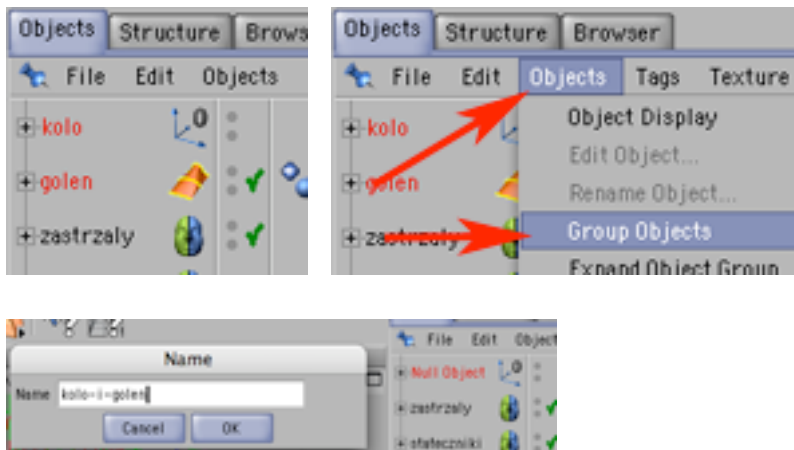 Objects Structure Brows
File Edit Objects
kolo
golen
zastrzaly
Objects Structure Browser
File Edit Objects Tags Texture
kolo
golen
zastrzaly
Object Display
Edit Object...
Rename Object...
Group Objects
Expand Object Group
Name
Name kolo-i-golen
Cancel OK
File Edit Object
Null Object
zastrzaly
stateczniki